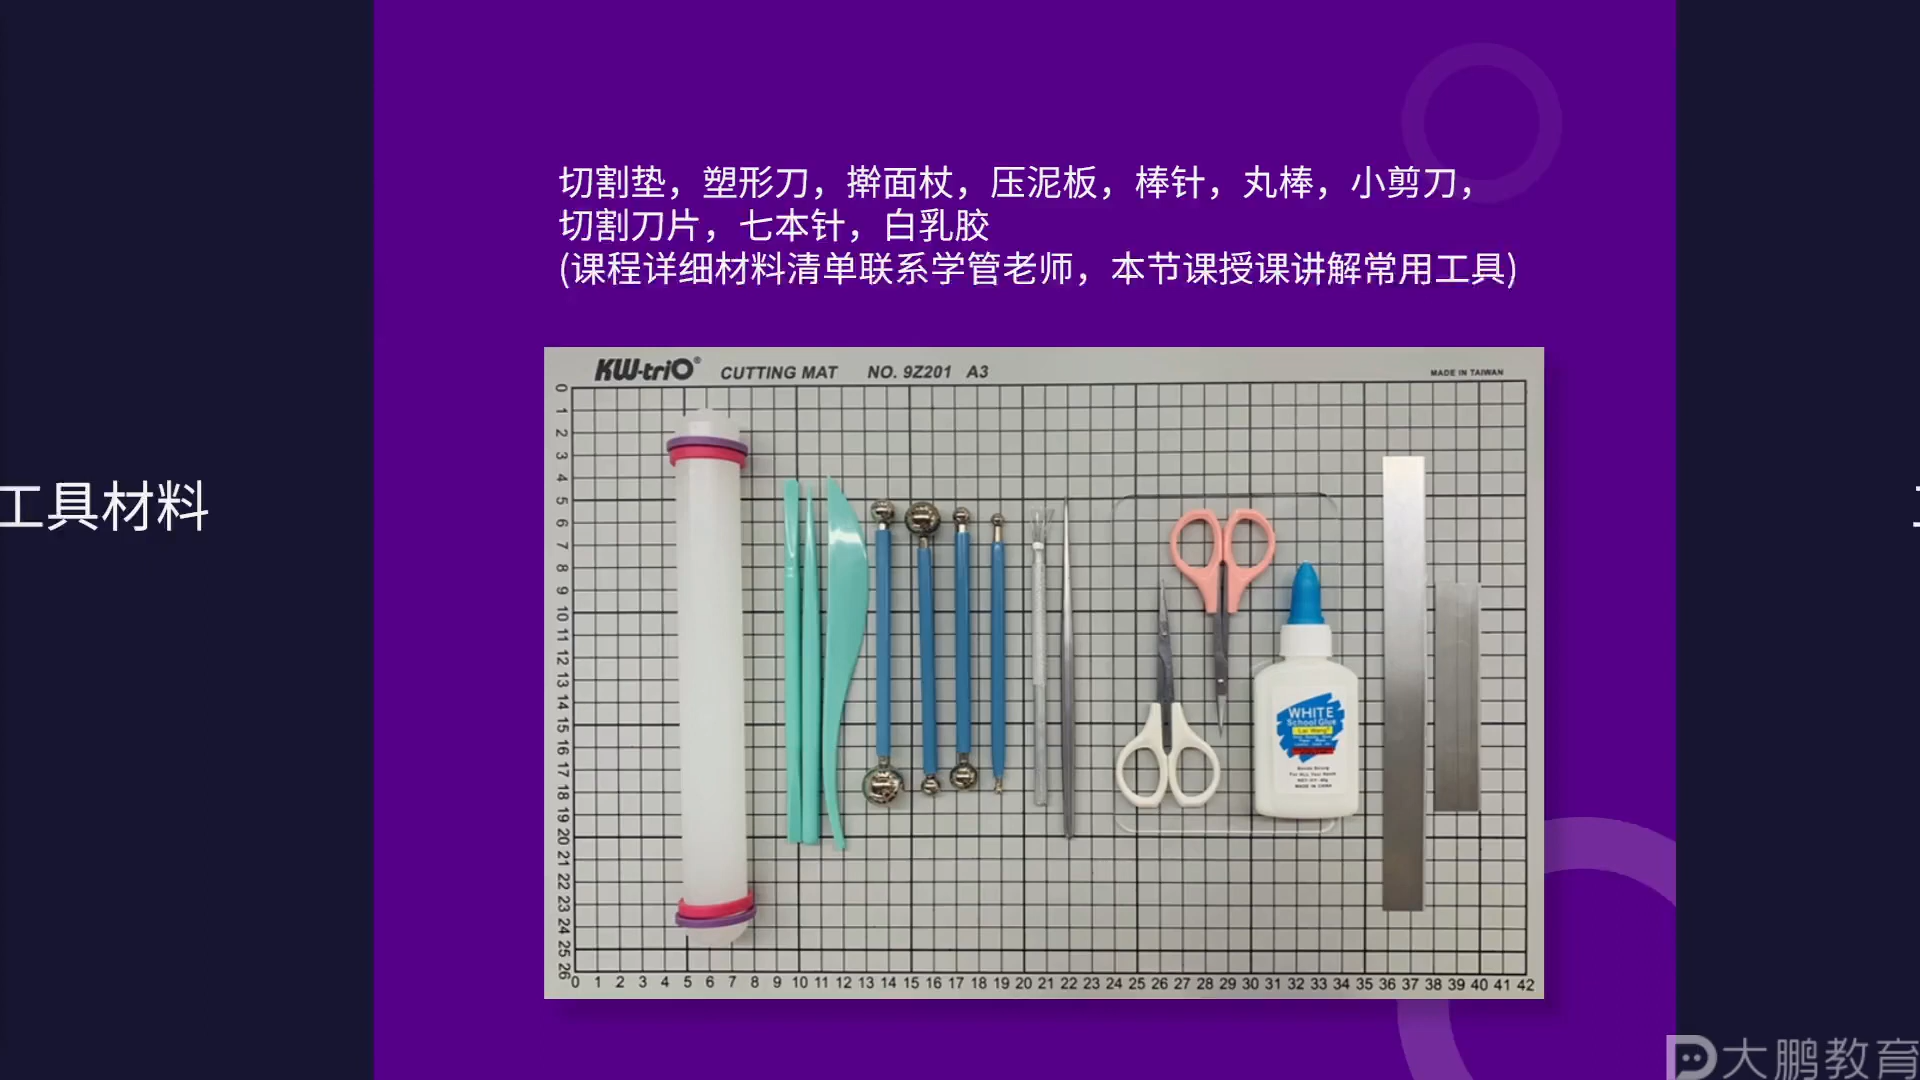 切割垫，塑形刀，擀面杖，压泥板，棒针，丸棒，小剪刀，
切割刀片，七本针，白乳胶
(课程详细材料清单联系学管老师，本节课授课讲解常用工具)
工具材料
KW-triO® CUTTING MAT NO. 9Z201 A3
MADE IN TAIWAN
0 1 2 3 4 5 6 7 8 9 10 11 12 13 14 15 16 17 18 19 20 21 22 23 24 25 26
WHITE
School Glue
MADE IN CHINA
0 1 2 3 4 5 6 7 8 9 10 11 12 13 14 15 16 17 18 19 20 21 22 23 24 25 26 27 28 29 30 31 32 33 34 35 36 37 38 39 40 41 42
大鹏教育